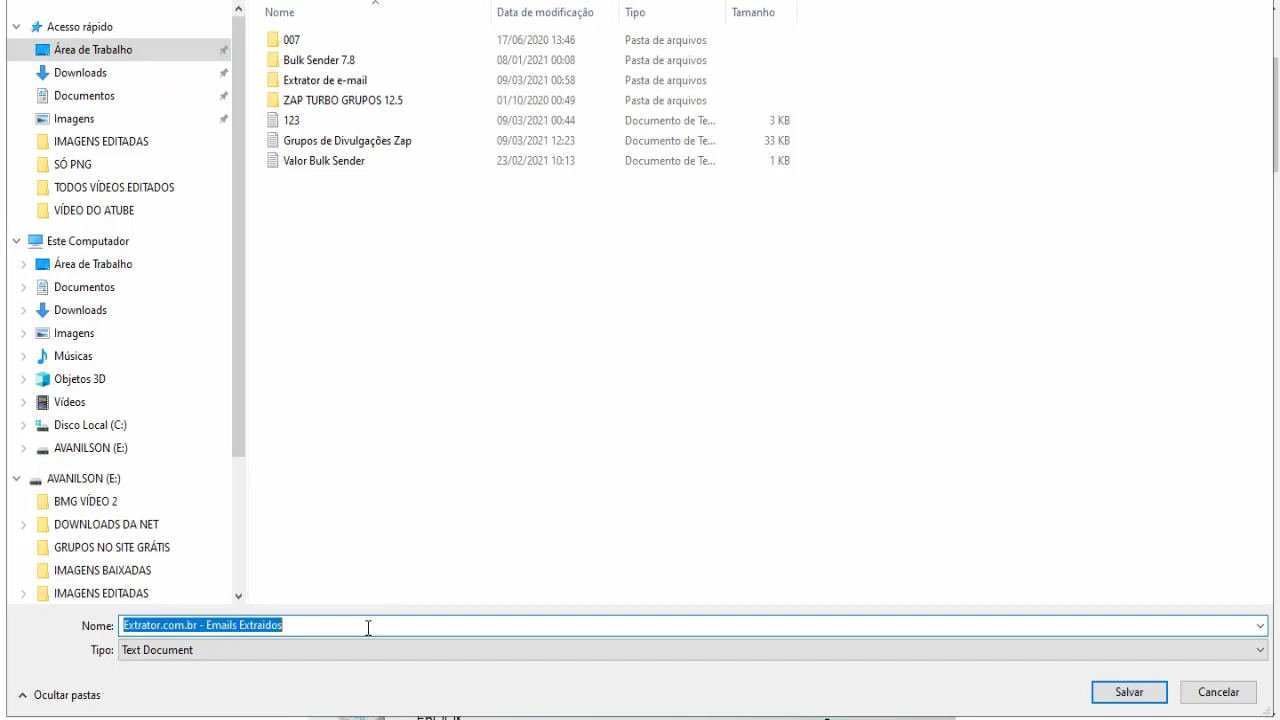 Nome Data de modificação Tipo Tamanho
Acesso rápido
Área de Trabalho
Downloads
Documentos
Imagens
IMAGENS EDITADAS
SÓ PNG
TODOS VÍDEOS EDITADOS
VÍDEO DO ATUBE
Este Computador
Área de Trabalho
Documentos
Downloads
Imagens
Músicas
Objetos 3D
Vídeos
Disco Local (C:)
AVANILSON (E:)
AVANILSON (E:)
BMG VÍDEO 2
DOWNLOADS DA NET
GRUPOS NO SITE GRÁTIS
IMAGENS BAIXADAS
IMAGENS EDITADAS
007 17/06/2020 13:46 Pasta de arquivos
Bulk Sender 7.8 08/01/2021 00:08 Pasta de arquivos
Extrator de e-mail 09/03/2021 00:58 Pasta de arquivos
ZAP TURBO GRUPOS 12.5 01/10/2020 00:49 Pasta de arquivos
123 09/03/2021 00:44 Documento de Te... 3 KB
Grupos de Divulgações Zap 09/03/2021 12:23 Documento de Te... 33 KB
Valor Bulk Sender 23/02/2021 10:13 Documento de Te... 1 KB
Nome: Extrator.com.br - Emails Extraidos
Tipo: Text Document
Ocultar pastas Salvar Cancelar